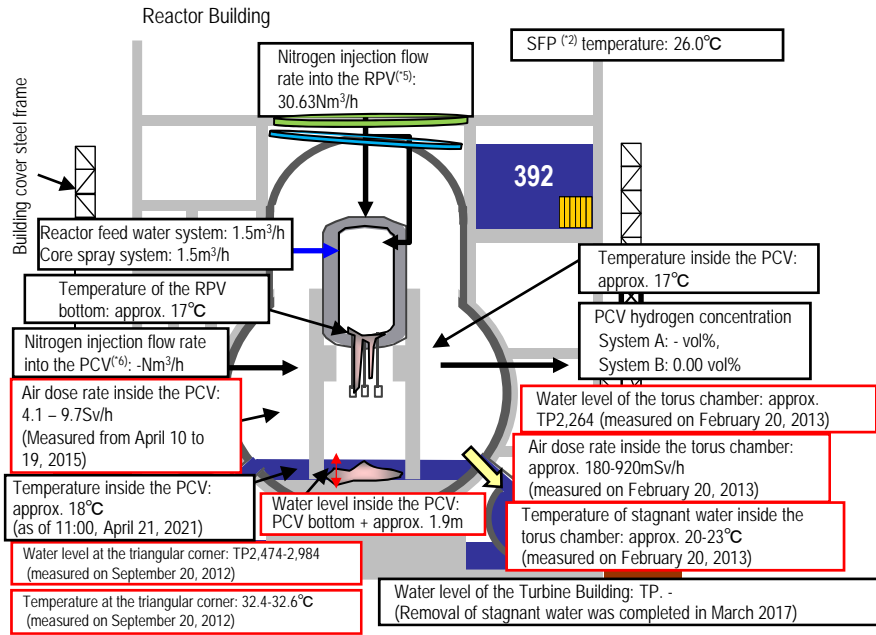 Reactor Building
Nitrogen injection flow
rate into the RPV(*5):
30.63Nm3/h
SFP (*2) temperature: 26.0℃
Building cover steel frame
392
Reactor feed water system: 1.5m3/h
Core spray system: 1.5m3/h
Temperature of the RPV
bottom: approx. 17℃
Nitrogen injection flow rate
into the PCV(*6): -Nm3/h
Air dose rate inside the PCV:
4.1 – 9.7Sv/h
(Measured from April 10 to
19, 2015)
Temperature inside the PCV:
approx. 18℃
(as of 11:00, April 21, 2021)
Water level at the triangular corner: TP2,474-2,984
(measured on September 20, 2012)
Temperature at the triangular corner: 32.4-32.6℃
(measured on September 20, 2012)
Water level inside the PCV:
PCV bottom + approx. 1.9m
Temperature inside the PCV:
approx. 17℃
PCV hydrogen concentration
System A: - vol%,
System B: 0.00 vol%
Water level of the torus chamber: approx.
TP2,264 (measured on February 20, 2013)
Air dose rate inside the torus chamber:
approx. 180-920mSv/h
(measured on February 20, 2013)
Temperature of stagnant water inside the
torus chamber: approx. 20-23℃
(measured on February 20, 2013)
Water level of the Turbine Building: TP. -
(Removal of stagnant water was completed in March 2017)